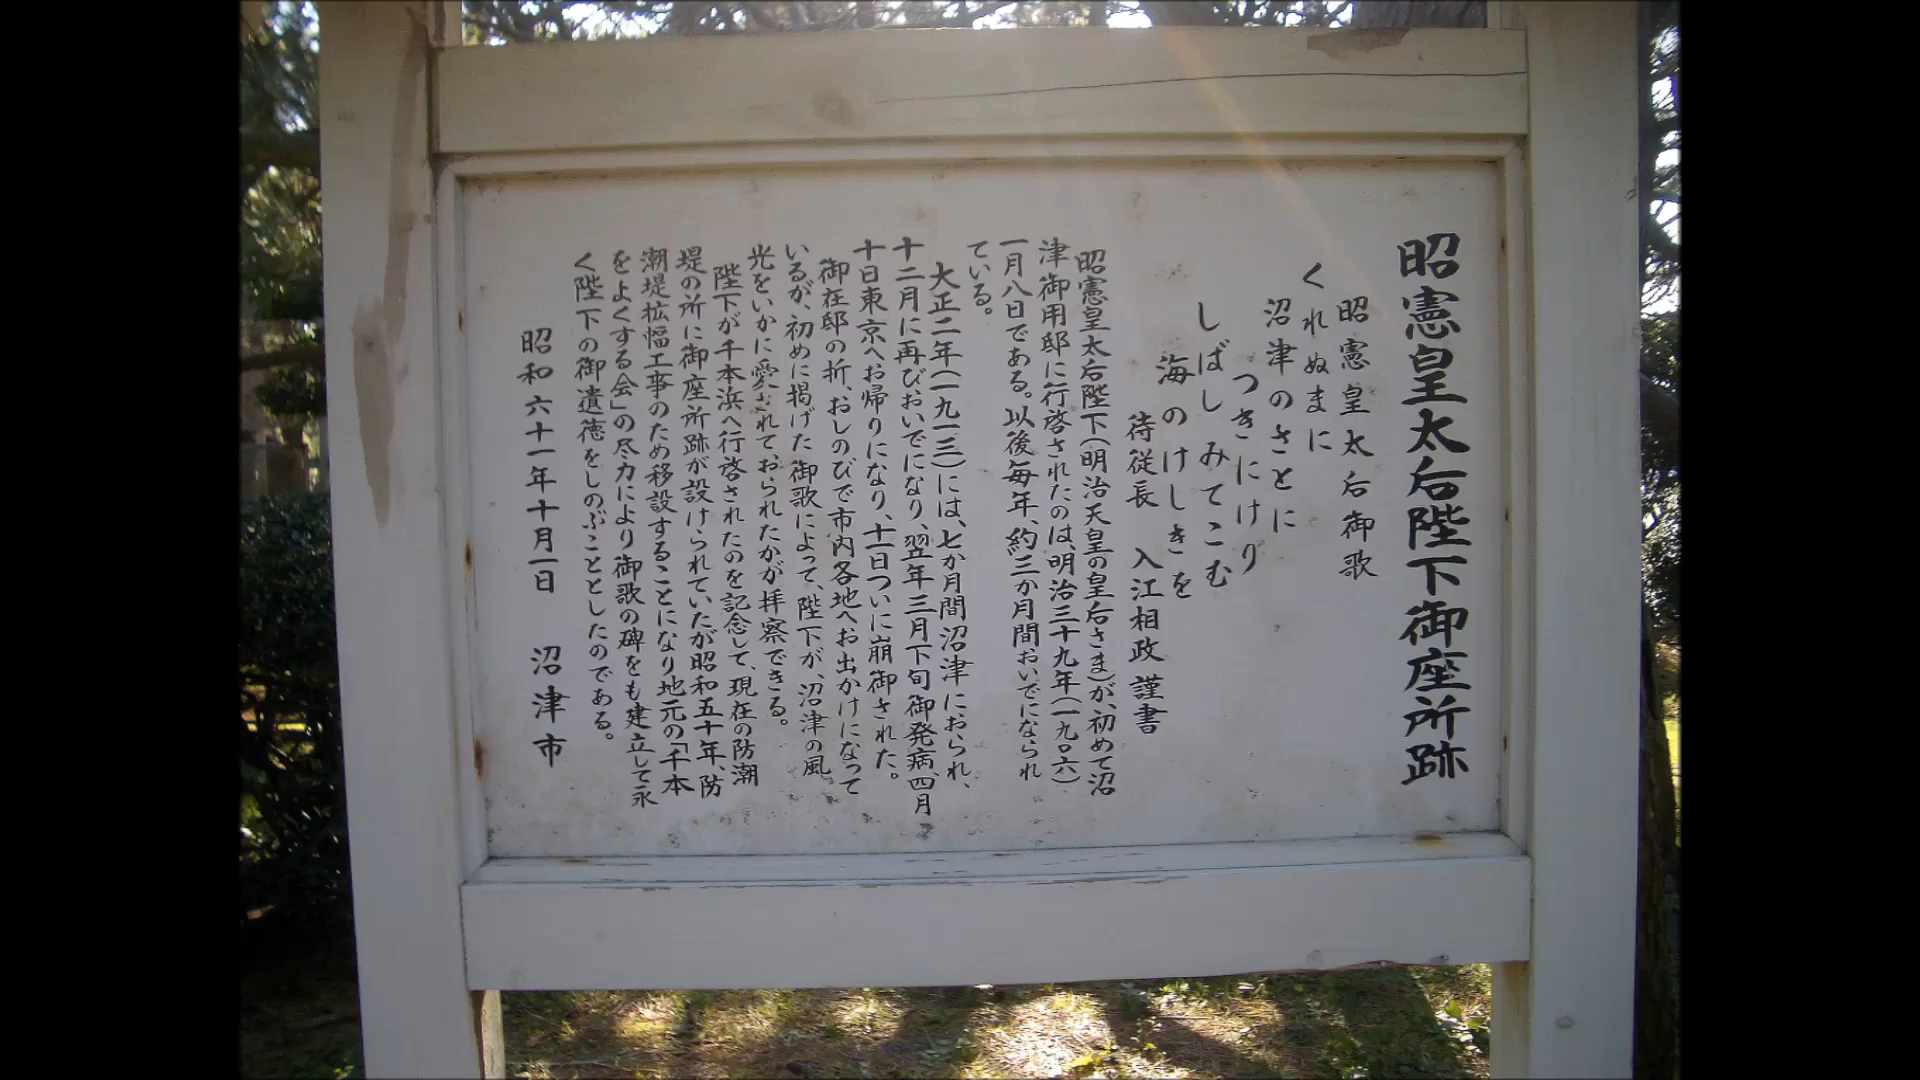 昭憲皇太后陛下御座所跡
昭憲皇太后御歌
くれぬまに
沼津のさとに
つきにけり
しばしみてこむ
海のけしきを
待従長 入江相政 謹書
昭憲皇太后陛下(明治天皇の皇后さま)が、初めて沼
津御用邸に行啓されたのは、明治三十九年(一九〇六)
一月八日である。以後毎年、約三か月間おいでになられ
ている。
大正二年(一九一三)には、七か月間沼津におられ、
十二月に再びおいでになり、翌年三月下旬御発病、四月
十日東京へお帰りになり、十一日ついに崩御された。
御在邸の折、おしのびで市内各地へお出かけになって
いるが、初めに掲げた御歌によって、陛下が、沼津の風
光をいかに愛されておられたかが拝察できる。
陛下が千本浜へ行啓されたのを記念して、現在の防潮
堤の所に御座所跡が設けられていたが昭和五十年、防
潮堤拡幅工事のため移設することになり地元の「千本
をよくする会」の尽力により御歌の碑をも建立して永
く陛下の御遺徳をしのぶこととしたのである。
昭和六十一年十月一日 沼津市